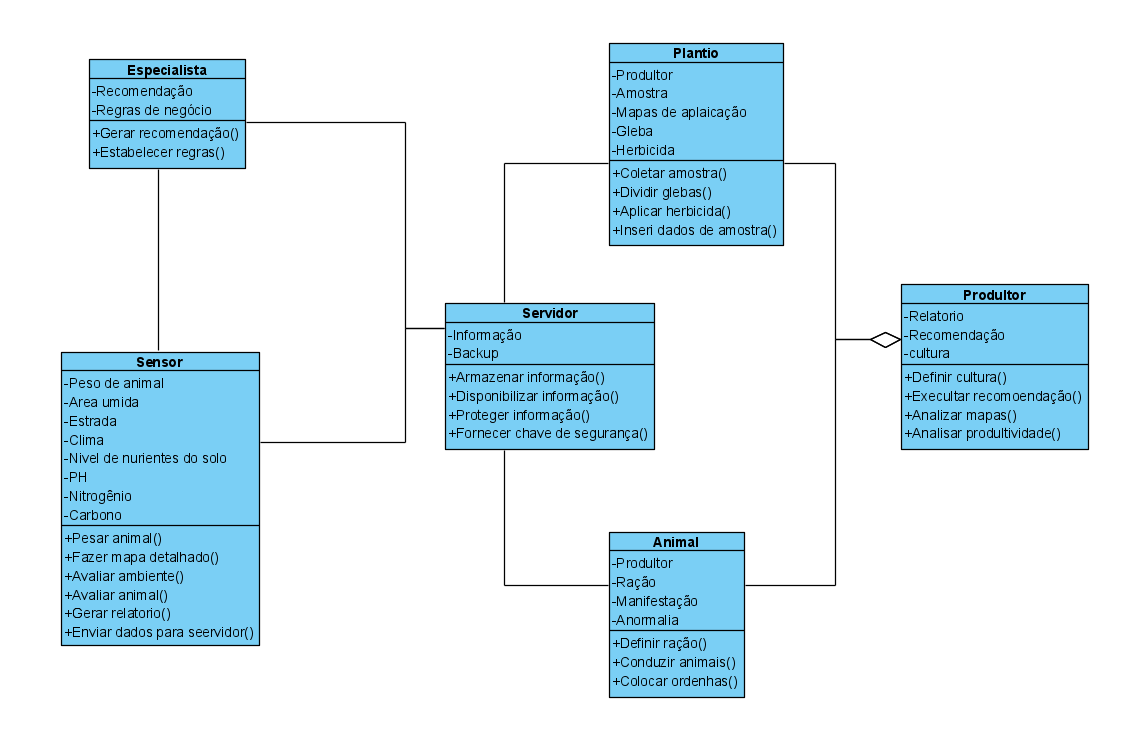 Especialista
-Recomendação
-Regras de negócio
+Gerar recomendação()
+Estabelecer regras()
Plantio
-Produltor
-Amostra
-Mapas de aplaicação
-Gleba
-Herbicida
+Coletar amostra()
+Dividir glebas()
+Aplicar herbicida()
+Inseri dados de amostra()
Servidor
-Informação
-Backup
+Armazenar informação()
+Disponibilizar informação()
+Proteger informação()
+Fornecer chave de segurança()
Produltor
-Relatorio
-Recomendação
-cultura
+Definir cultura()
+Execultar recomoendação()
+Analizar mapas()
+Analisar produltividade()
Sensor
-Peso de animal
-Area umida
-Estrada
-Clima
-Nivel de nurientes do solo
-PH
-Nitrogênio
-Carbono
+Pesar animal()
+Fazer mapa detalhado()
+Avaliar ambiente()
+Avaliar animal()
+Gerar relatorio()
+Enviar dados para seervidor()
Animal
-Produltor
-Ração
-Manifestação
-Anormalia
+Definir ração()
+Conduzir animais()
+Colocar ordenhas()